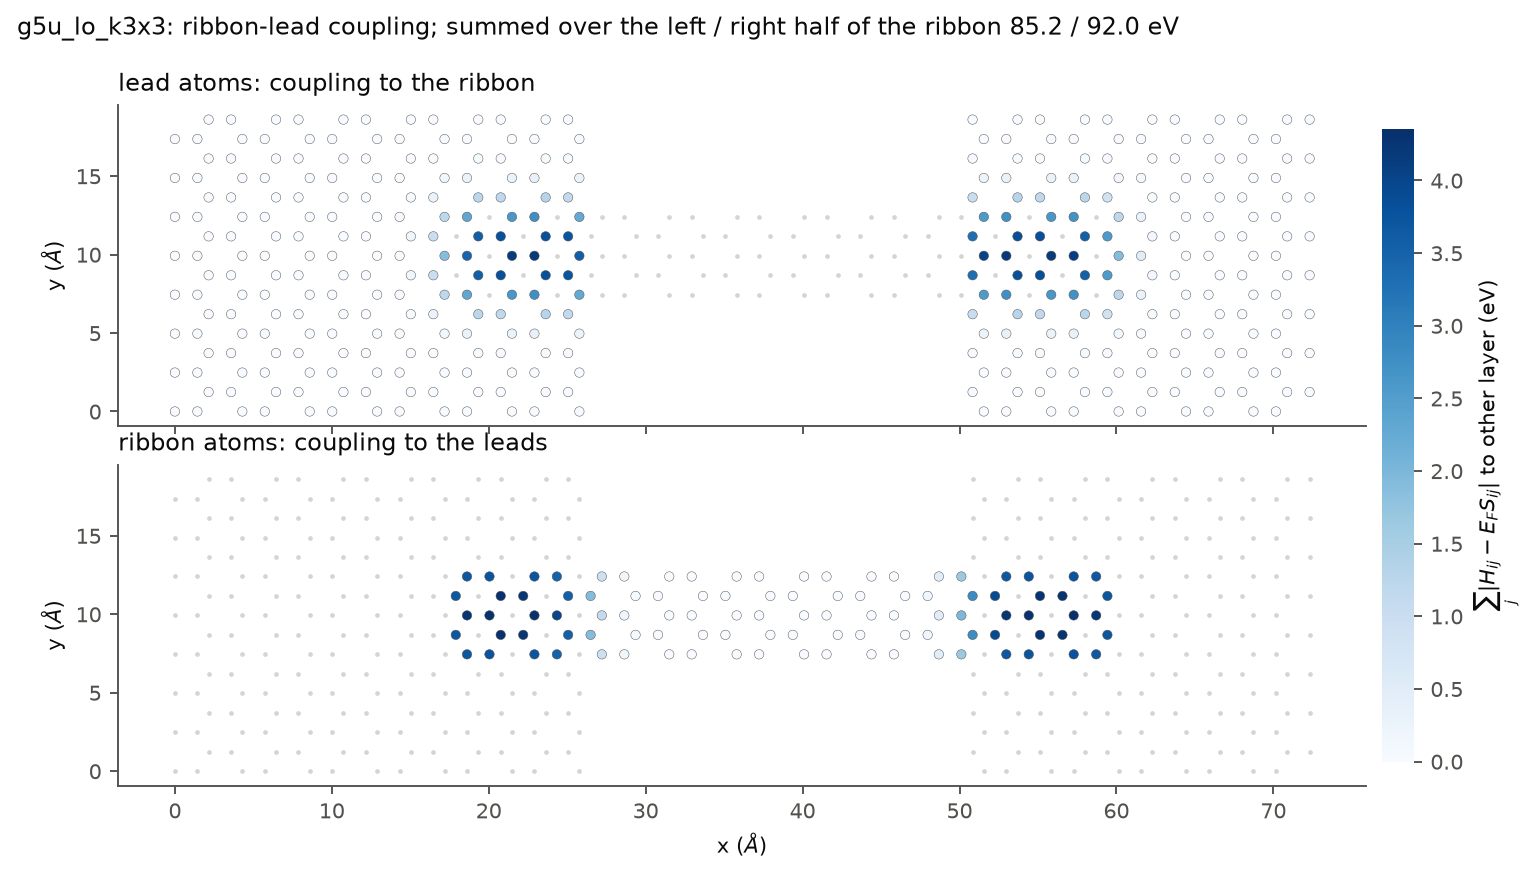 g5u_lo_k3x3: ribbon-lead coupling; summed over the left / right half of the ribbon 85.2 / 92.0 eV
lead atoms: coupling to the ribbon
15
10
5
0
y (Å)
ribbon atoms: coupling to the leads
15
10
5
0
y (Å)
0 10 20 30 40 50 60 70
x (Å)
4.0
3.5
3.0
2.5
2.0
1.5
1.0
0.5
0.0
∑_j |H_ij − E_F S_ij| to other layer (eV)